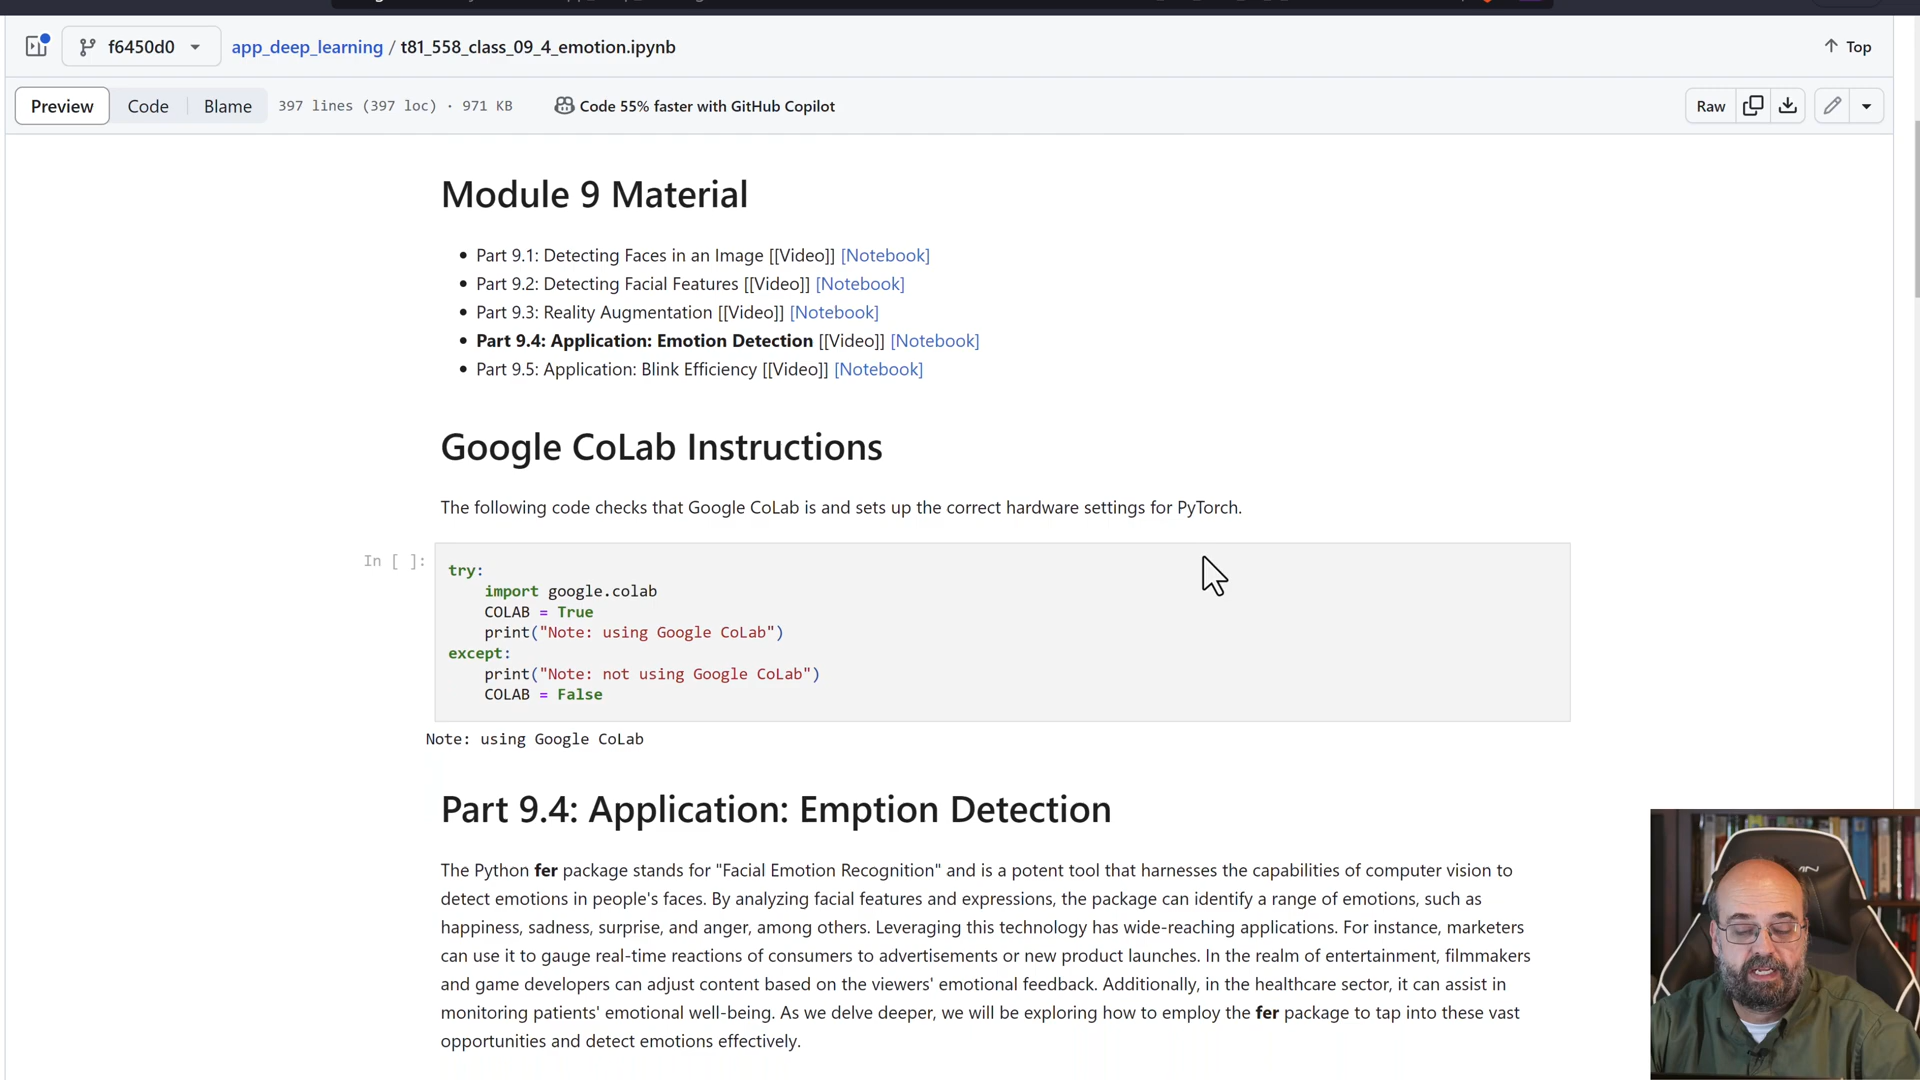 f6450d0 app_deep_learning / t81_558_class_09_4_emotion.ipynb Top
Preview Code Blame 397 lines (397 loc) · 971 KB Code 55% faster with GitHub Copilot Raw
Module 9 Material
• Part 9.1: Detecting Faces in an Image [[Video]] [Notebook]
• Part 9.2: Detecting Facial Features [[Video]] [Notebook]
• Part 9.3: Reality Augmentation [[Video]] [Notebook]
• Part 9.4: Application: Emotion Detection [[Video]] [Notebook]
• Part 9.5: Application: Blink Efficiency [[Video]] [Notebook]
Google CoLab Instructions
The following code checks that Google CoLab is and sets up the correct hardware settings for PyTorch.
In [ ]:
try:
    import google.colab
    COLAB = True
    print("Note: using Google CoLab")
except:
    print("Note: not using Google CoLab")
    COLAB = False
Note: using Google CoLab
Part 9.4: Application: Emption Detection
The Python fer package stands for "Facial Emotion Recognition" and is a potent tool that harnesses the capabilities of computer vision to
detect emotions in people's faces. By analyzing facial features and expressions, the package can identify a range of emotions, such as
happiness, sadness, surprise, and anger, among others. Leveraging this technology has wide-reaching applications. For instance, marketers
can use it to gauge real-time reactions of consumers to advertisements or new product launches. In the realm of entertainment, filmmakers
and game developers can adjust content based on the viewers' emotional feedback. Additionally, in the healthcare sector, it can assist in
monitoring patients' emotional well-being. As we delve deeper, we will be exploring how to employ the fer package to tap into these vast
opportunities and detect emotions effectively.